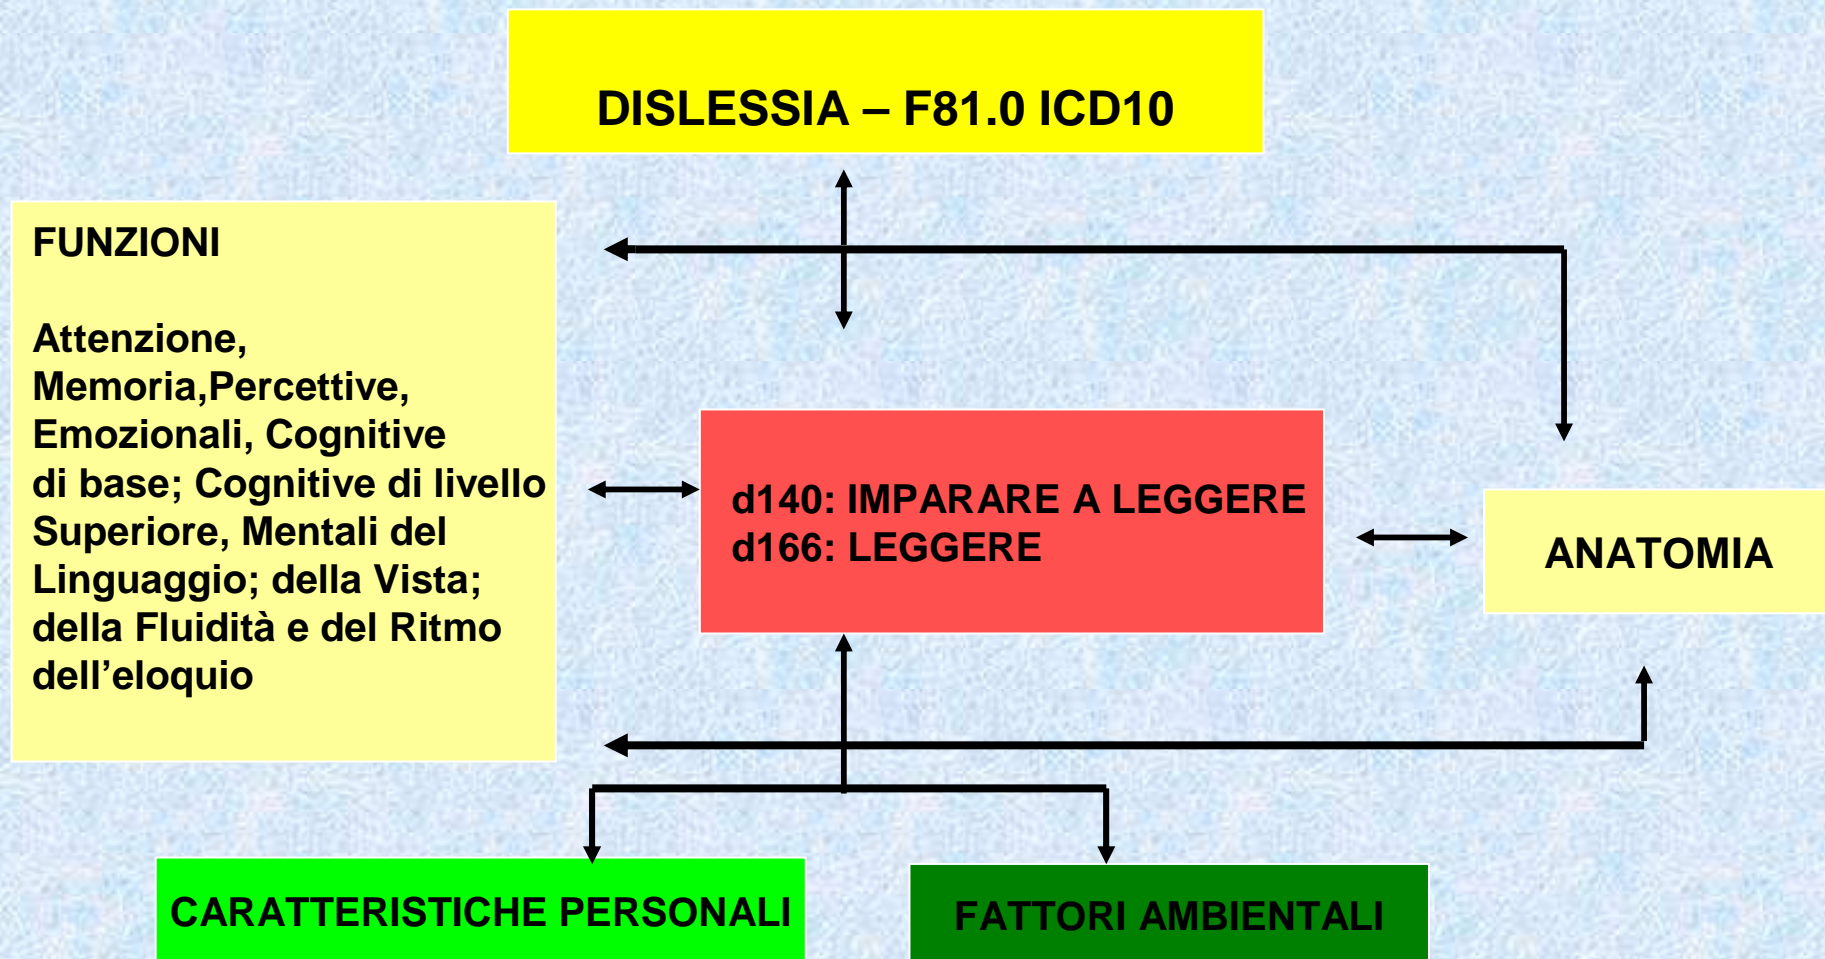 DISLESSIA – F81.0 ICD10
FUNZIONI
Attenzione,
Memoria,Percettive,
Emozionali, Cognitive
di base; Cognitive di livello
Superiore, Mentali del
Linguaggio; della Vista;
della Fluidità e del Ritmo
dell’eloquio
d140: IMPARARE A LEGGERE
d166: LEGGERE
ANATOMIA
CARATTERISTICHE PERSONALI
FATTORI AMBIENTALI